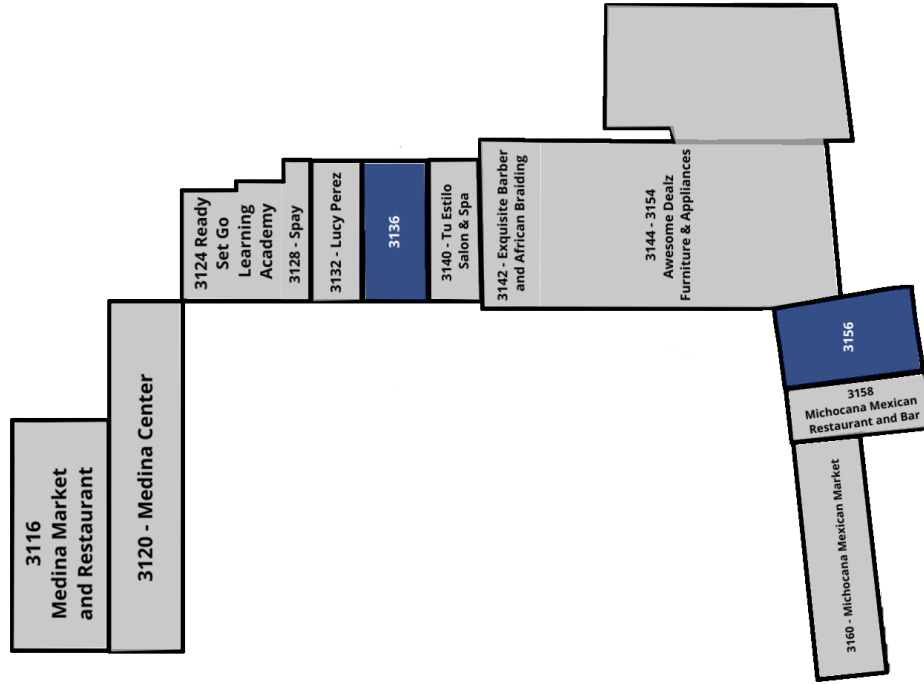 3116
Medina Market
and Restaurant
3120 - Medina Center
3124 Ready
Set Go
Learning
Academy
3128 - Spay
3132 - Lucy Perez
3136
3140 - Tu Estilo
Salon & Spa
3142 - Exquisite Barber
and African Braiding
3144 - 3154
Awesome Dealz
Furniture & Appliances
3156
3158
Michocana Mexican
Restaurant and Bar
3160 - Michocana Mexican Market